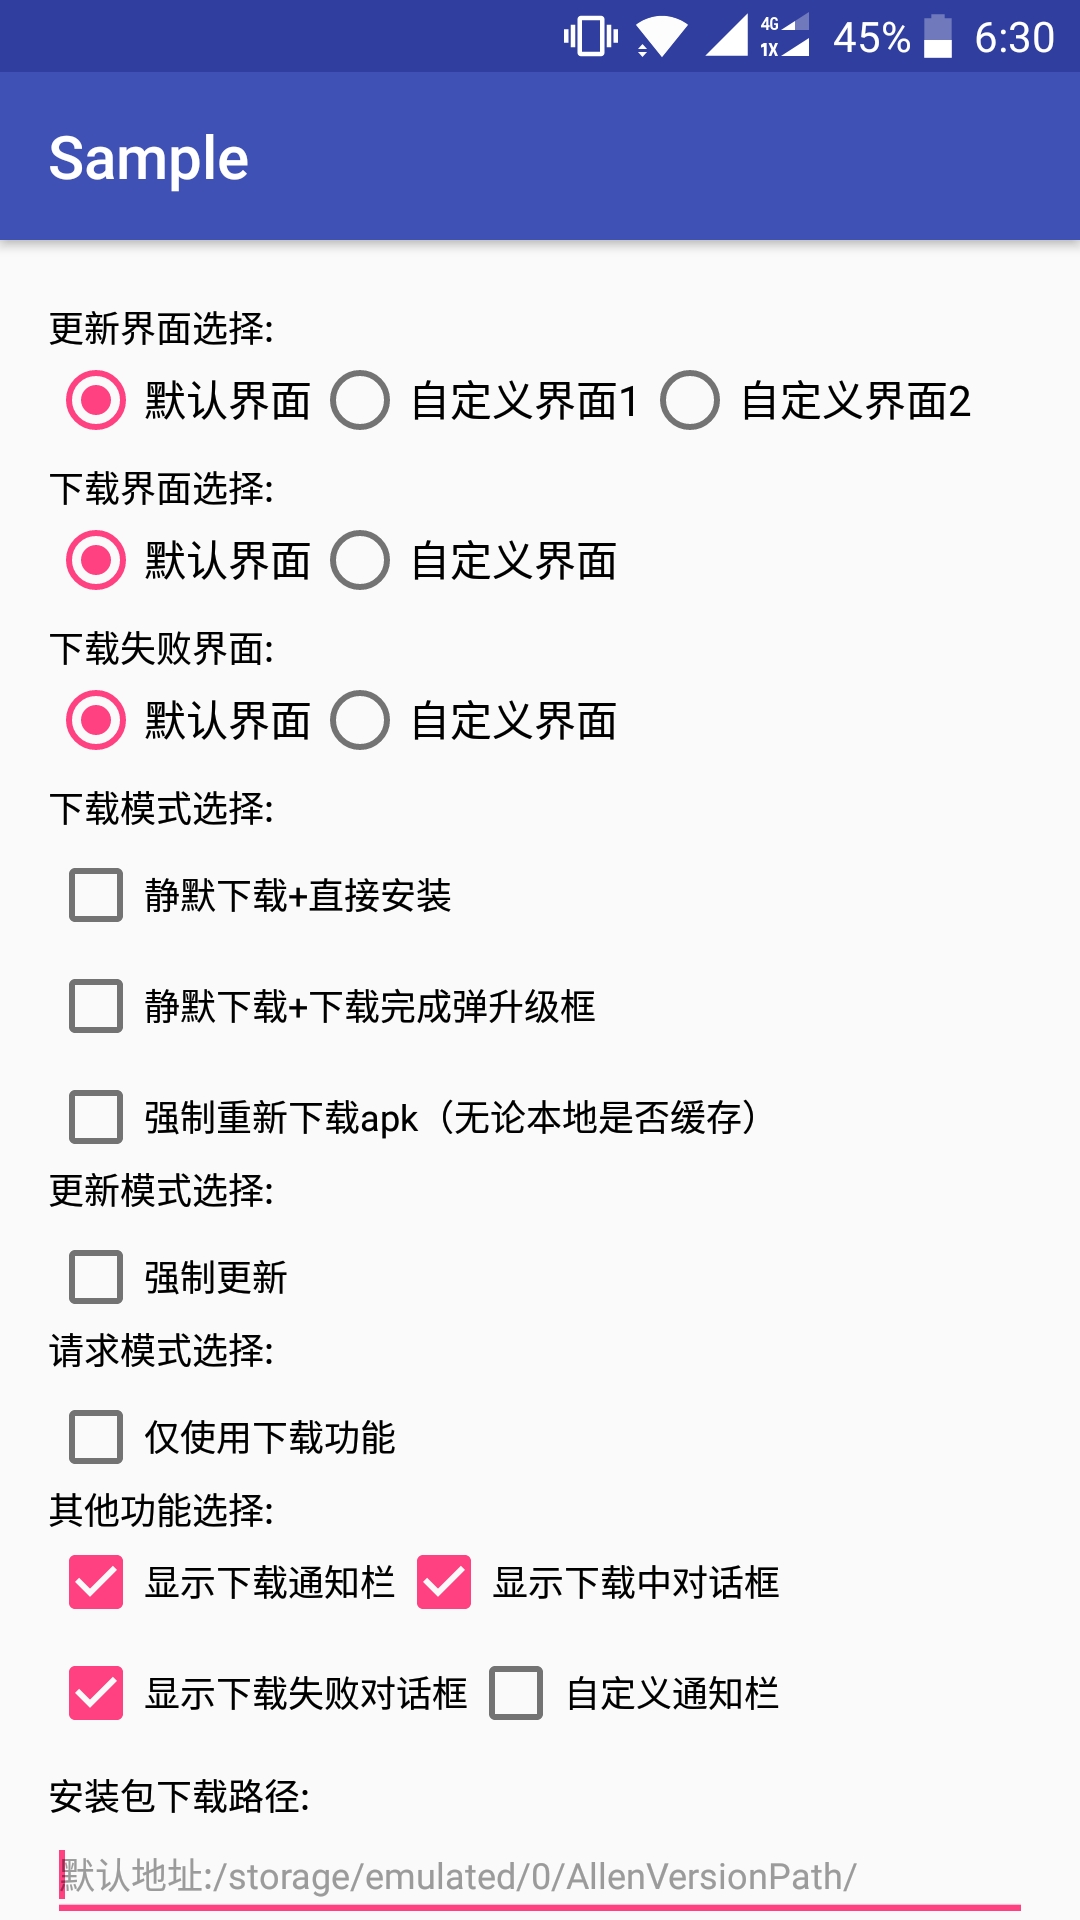 4G
1X
45%
6:30
Sample
更新界面选择:
默认界面 自定义界面1 自定义界面2
下载界面选择:
默认界面 自定义界面
下载失败界面:
默认界面 自定义界面
下载模式选择:
静默下载+直接安装
静默下载+下载完成弹升级框
强制重新下载apk（无论本地是否缓存）
更新模式选择:
强制更新
请求模式选择:
仅使用下载功能
其他功能选择:
显示下载通知栏 显示下载中对话框
显示下载失败对话框 自定义通知栏
安装包下载路径:
默认地址:/storage/emulated/0/AllenVersionPath/